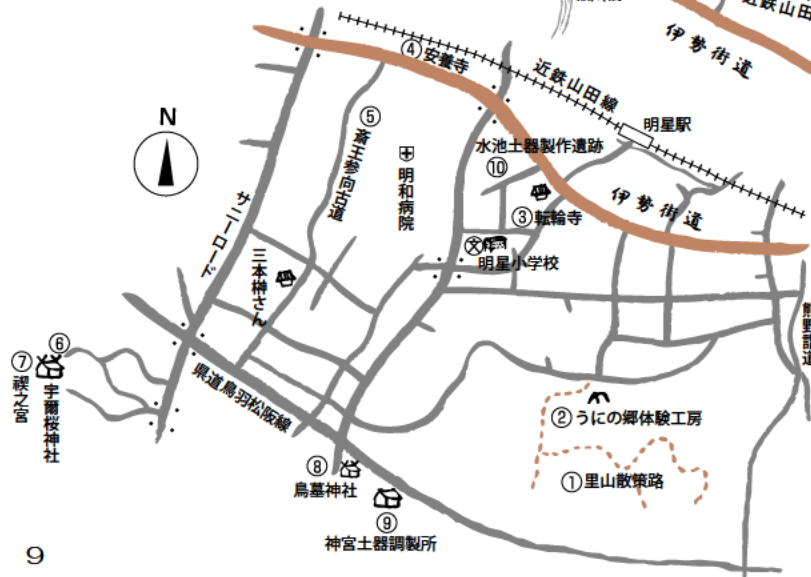 近鉄山田
伊勢街道
④安養寺
近鉄山田線
明星駅
N
⑤斎王参向古道
明和病院
水池土器製作遺跡
⑩
③転輪寺
伊勢街道
文
明星小学校
サニーロード
三本榊さん
熊野詣道
⑥
宇爾桜神社
⑦
禊之宮
県道鳥羽松阪線
②うにの郷体験工房
①里山散策路
⑧
鳥墓神社
⑨
神宮土器調製所
9